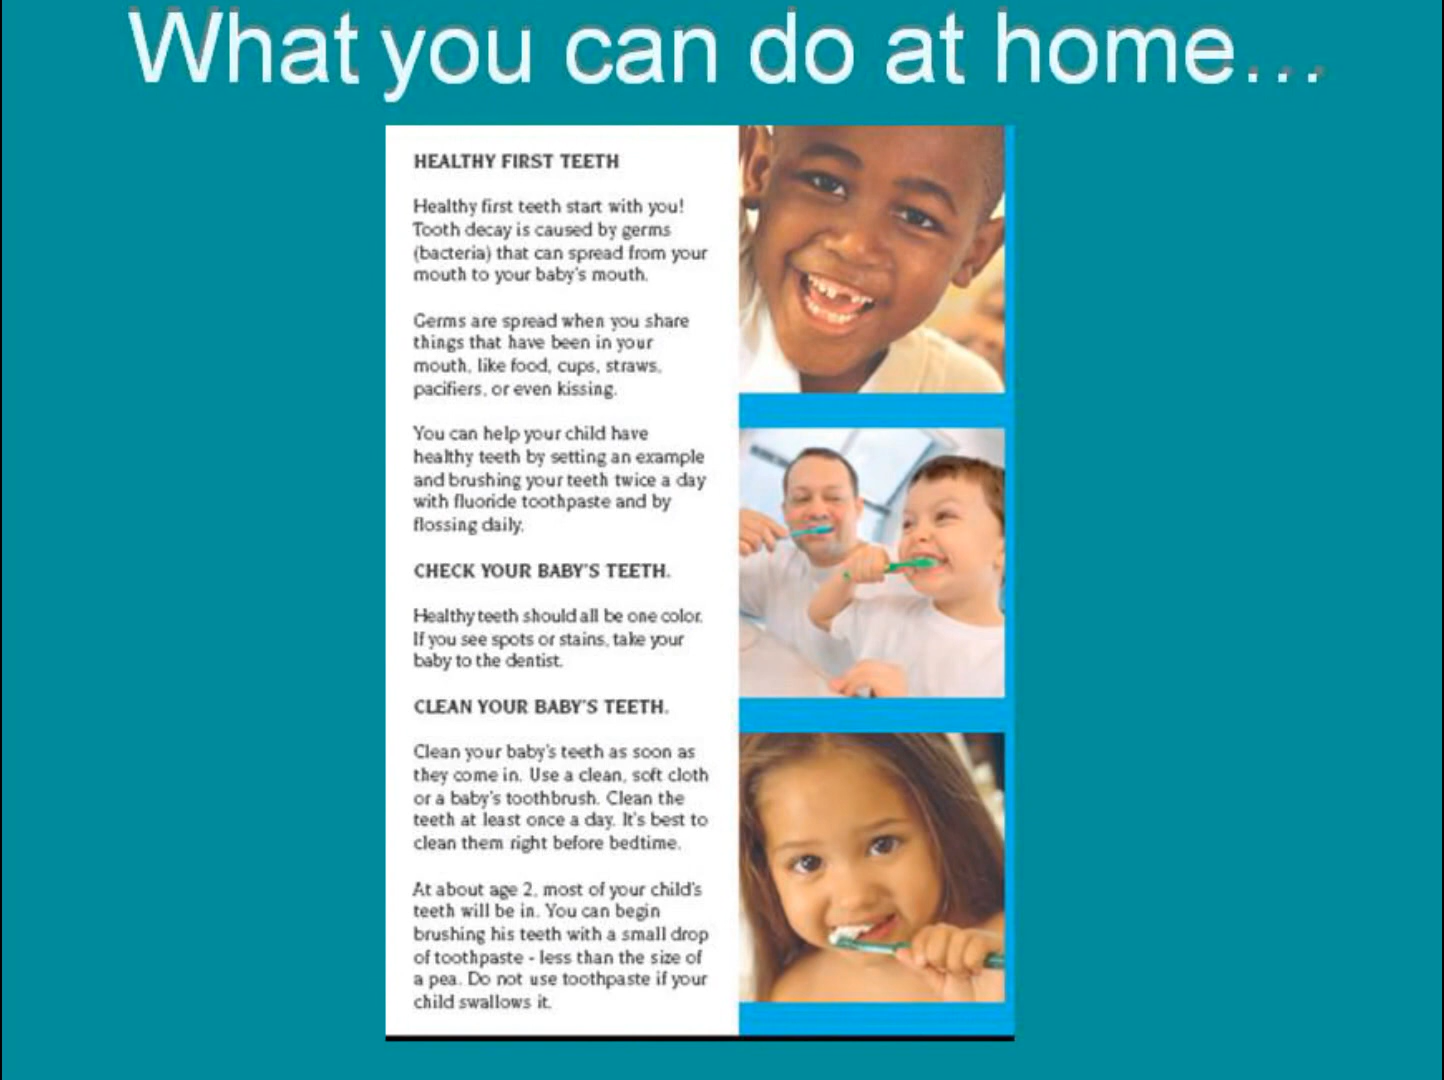 What you can do at home...
HEALTHY FIRST TEETH
Healthy first teeth start with you!
Tooth decay is caused by germs
(bacteria) that can spread from your
mouth to your baby's mouth.
Germs are spread when you share
things that have been in your
mouth, like food, cups, straws,
pacifiers, or even kissing.
You can help your child have
healthy teeth by setting an example
and brushing your teeth twice a day
with fluoride toothpaste and by
flossing daily.
CHECK YOUR BABY'S TEETH.
Healthy teeth should all be one color.
If you see spots or stains, take your
baby to the dentist.
CLEAN YOUR BABY'S TEETH.
Clean your baby's teeth as soon as
they come in. Use a clean, soft cloth
or a baby's toothbrush. Clean the
teeth at least once a day. It's best to
clean them right before bedtime.
At about age 2, most of your child's
teeth will be in. You can begin
brushing his teeth with a small drop
of toothpaste - less than the size of
a pea. Do not use toothpaste if your
child swallows it.